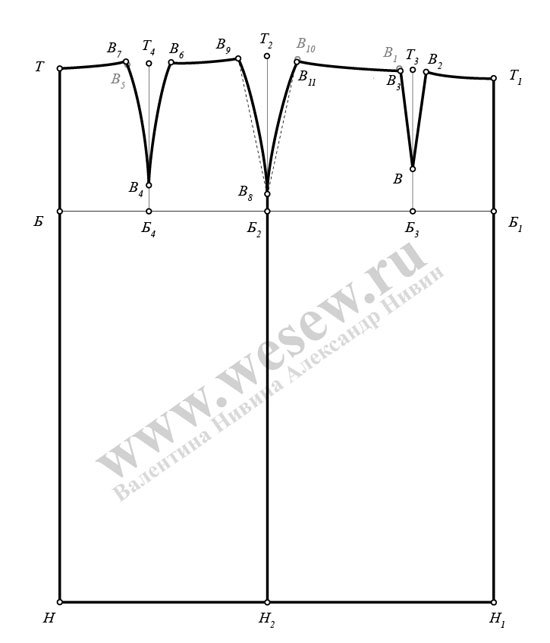 В7 Т4 В6 В9 Т2 В10 В1 Т3 В2
Т В5 В11 В3 Т1
В4 В8 В
Б Б4 Б2 Б3 Б1
www.wesew.ru
Валентина Нивина Александр Нивин
Н Н2 Н1